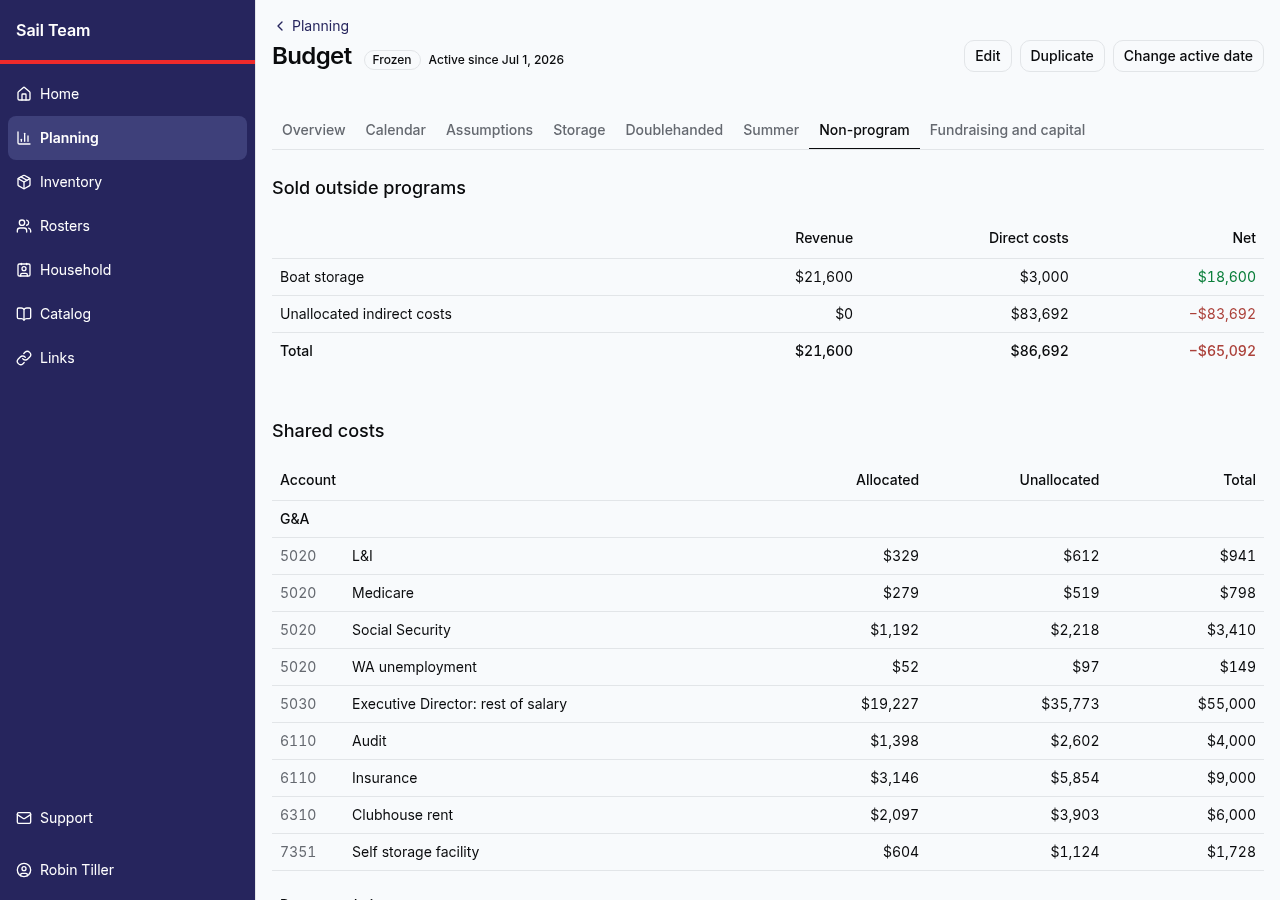 Sail Team
Home
Planning
Inventory
Rosters
Household
Catalog
Links
Support
Robin Tiller
Planning
Budget Frozen Active since Jul 1, 2026
Edit Duplicate Change active date
Overview Calendar Assumptions Storage Doublehanded Summer Non-program Fundraising and capital
Sold outside programs
Revenue Direct costs Net
Boat storage $21,600 $3,000 $18,600
Unallocated indirect costs $0 $83,692 −$83,692
Total $21,600 $86,692 −$65,092
Shared costs
Account Allocated Unallocated Total
G&A
5020 L&I $329 $612 $941
5020 Medicare $279 $519 $798
5020 Social Security $1,192 $2,218 $3,410
5020 WA unemployment $52 $97 $149
5030 Executive Director: rest of salary $19,227 $35,773 $55,000
6110 Audit $1,398 $2,602 $4,000
6110 Insurance $3,146 $5,854 $9,000
6310 Clubhouse rent $2,097 $3,903 $6,000
7351 Self storage facility $604 $1,124 $1,728